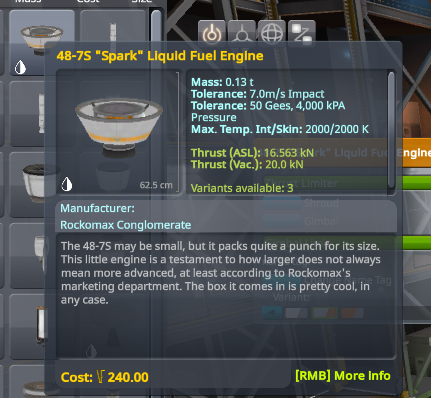 Mass Cost Size
48-7S "Spark" Liquid Fuel Engine
Mass: 0.13 t
Tolerance: 7.0m/s Impact
Tolerance: 50 Gees, 4,000 kPa
Pressure
Max. Temp. Int/Skin: 2000/2000 K
Thrust (ASL): 16.563 kN
Thrust (Vac.): 20.0 kN
Variants available: 3
62.5 cm
Engine
Manufacturer:
Rockomax Conglomerate
The 48-7S may be small, but it packs quite a punch for its size.
This little engine is a testament to how larger does not always
mean more advanced, at least according to Rockomax's
marketing department. The box it comes in is pretty cool, in
any case.
Cost: 240.00
[RMB] More Info